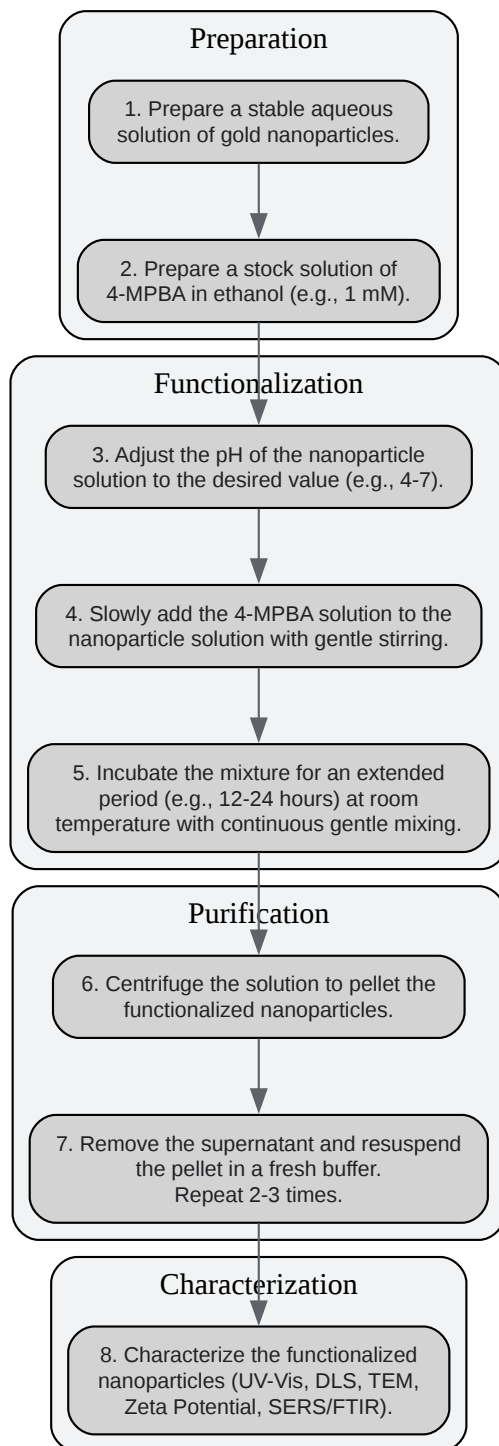 Preparation
1. Prepare a stable aqueous
solution of gold nanoparticles.
2. Prepare a stock solution of
4-MPBA in ethanol (e.g., 1 mM).
Functionalization
3. Adjust the pH of the nanoparticle
solution to the desired value (e.g., 4-7).
4. Slowly add the 4-MPBA solution to the
nanoparticle solution with gentle stirring.
5. Incubate the mixture for an extended
period (e.g., 12-24 hours) at room
temperature with continuous gentle mixing.
Purification
6. Centrifuge the solution to pellet the
functionalized nanoparticles.
7. Remove the supernatant and resuspend
the pellet in a fresh buffer.
Repeat 2-3 times.
Characterization
8. Characterize the functionalized
nanoparticles (UV-Vis, DLS, TEM,
Zeta Potential, SERS/FTIR).